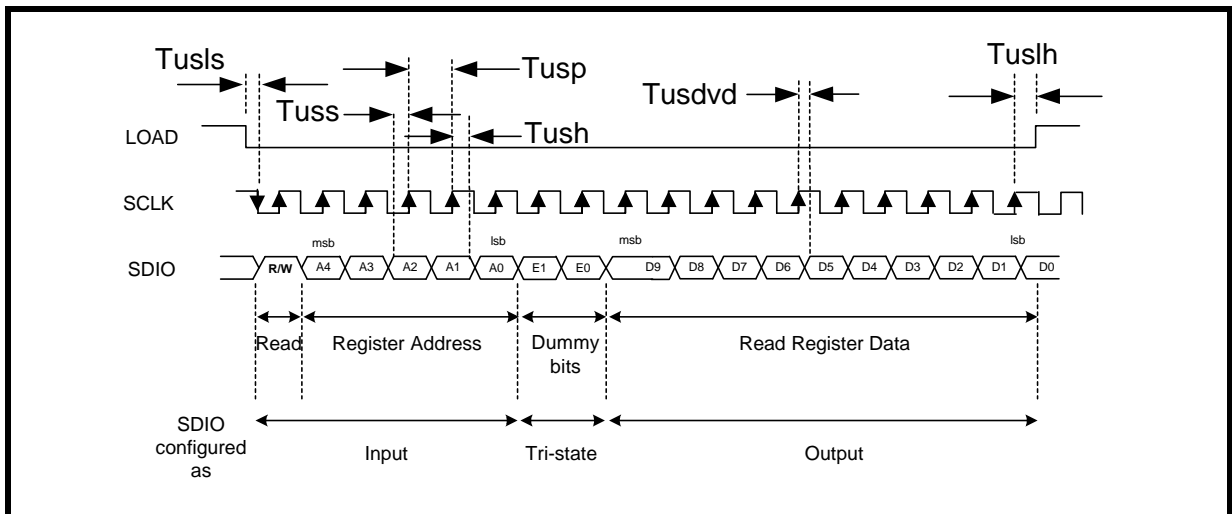 Tusls
Tusp
Tuslh
Tusdvd
Tuss
Tush
LOAD
SCLK
msb
lsb
msb
lsb
SDIO
R/W
A4
A3
A2
A1
A0
E1
E0
D9
D8
D7
D6
D5
D4
D3
D2
D1
D0
Read
Register Address
Dummy
bits
Read Register Data
SDIO
configured
as
Input
Tri-state
Output